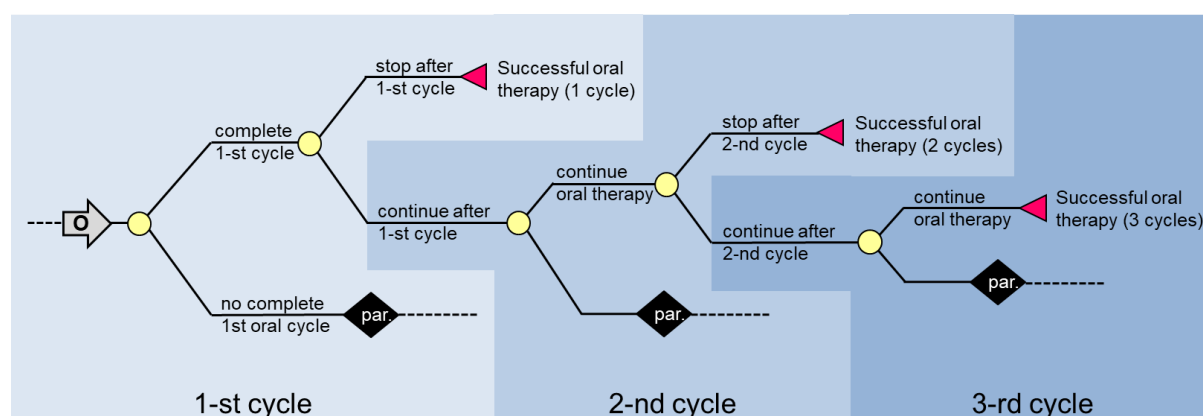 stop after
1-st cycle
Successful oral
therapy (1 cycle)
complete
1-st cycle
stop after
2-nd cycle
Successful oral
therapy (2 cycles)
continue
oral therapy
continue
oral therapy
Successful oral
therapy (3 cycles)
O
continue after
1-st cycle
continue after
2-nd cycle
par.
no complete
1st oral cycle
par.
par.
1-st cycle
2-nd cycle
3-rd cycle